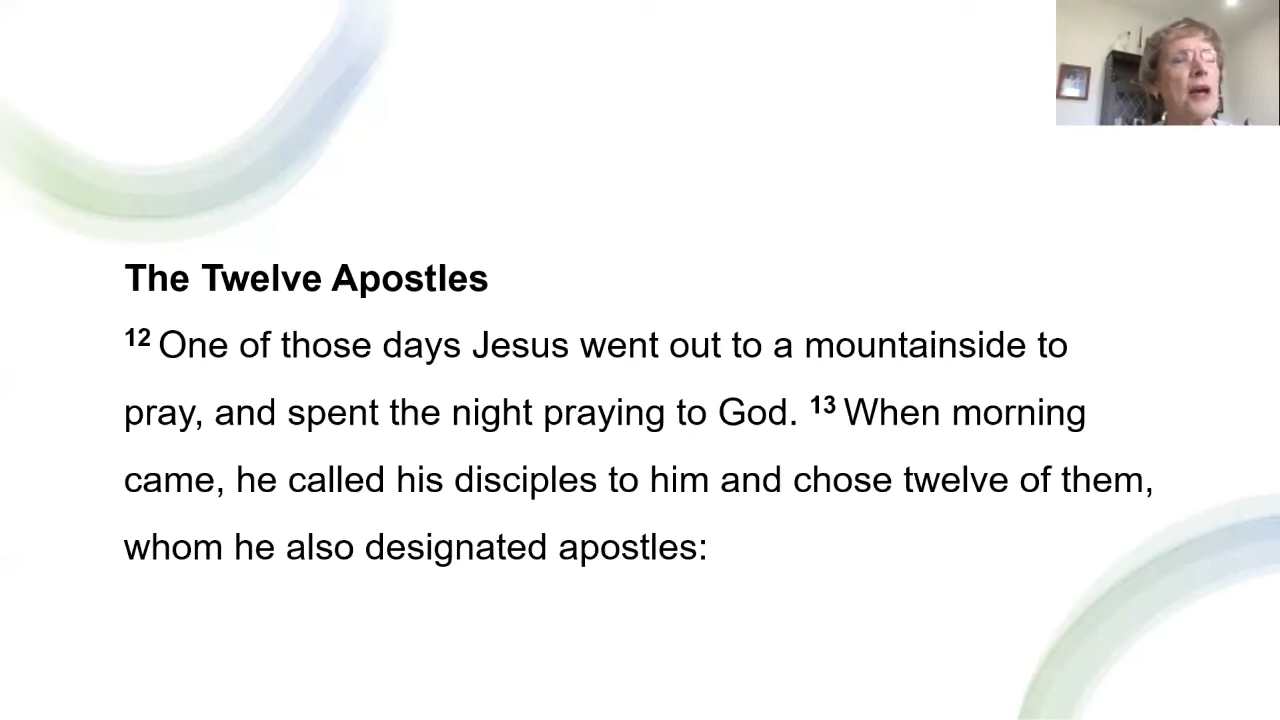 The Twelve Apostles
12 One of those days Jesus went out to a mountainside to
pray, and spent the night praying to God. 13 When morning
came, he called his disciples to him and chose twelve of them,
whom he also designated apostles: